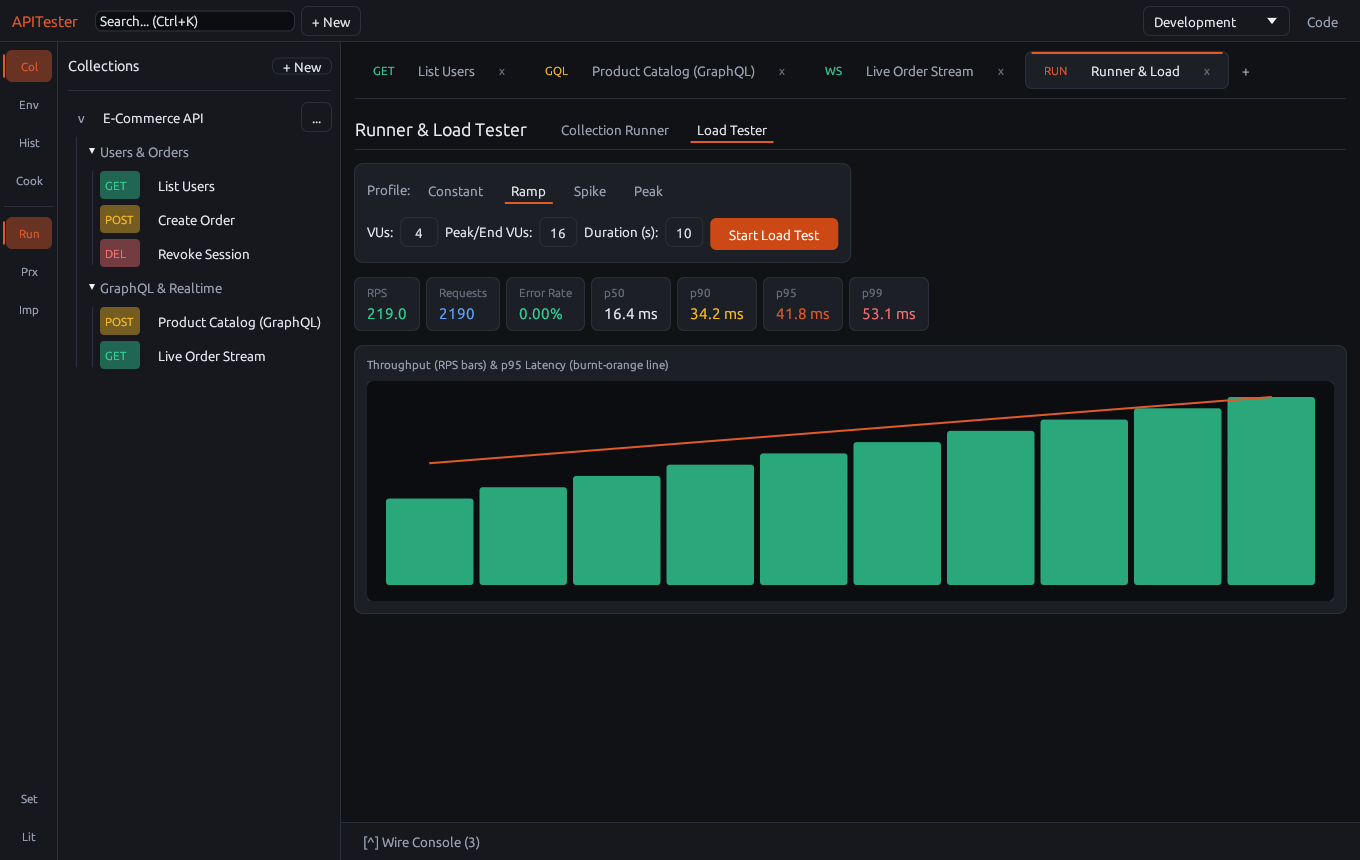 APITester
Search... (Ctrl+K)
+ New
Development
Code
Col
Env
Hist
Cook
Run
Prx
Imp
Set
Lit
Collections
+ New
v E-Commerce API ...
Users & Orders
GET List Users
POST Create Order
DEL Revoke Session
GraphQL & Realtime
POST Product Catalog (GraphQL)
GET Live Order Stream
GET List Users x
GQL Product Catalog (GraphQL) x
WS Live Order Stream x
RUN Runner & Load x
+
Runner & Load Tester
Collection Runner
Load Tester
Profile: Constant Ramp Spike Peak
VUs: 4 Peak/End VUs: 16 Duration (s): 10 Start Load Test
RPS
219.0
Requests
2190
Error Rate
0.00%
p50
16.4 ms
p90
34.2 ms
p95
41.8 ms
p99
53.1 ms
Throughput (RPS bars) & p95 Latency (burnt-orange line)
[^] Wire Console (3)